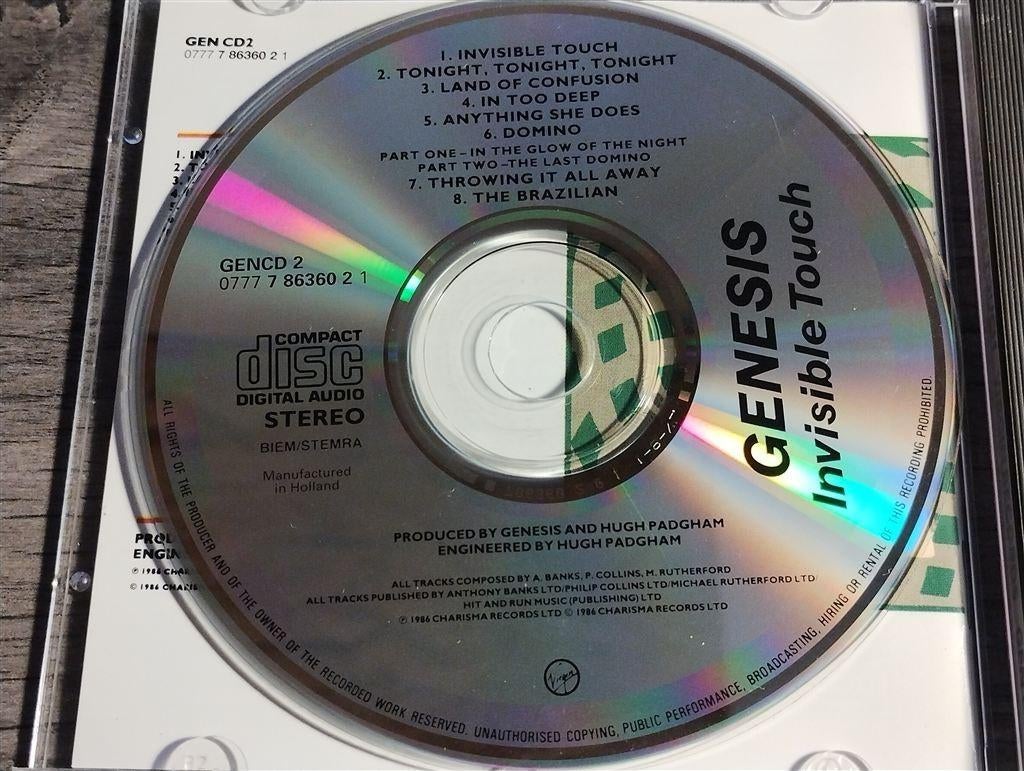 GEN CD2
0777 7 86360 2 1
1. INVISIBLE TOUCH
2. TONIGHT, TONIGHT, TONIGHT
3. LAND OF CONFUSION
4. IN TOO DEEP
5. ANYTHING SHE DOES
6. DOMINO
PART ONE – IN THE GLOW OF THE NIGHT
PART TWO – THE LAST DOMINO
7. THROWING IT ALL AWAY
8. THE BRAZILIAN
GENCD 2
0777 7 86360 2 1
COMPACT
disc
DIGITAL AUDIO
STEREO
BIEM/STEMRA
Manufactured
in Holland
GENESIS
Invisible Touch
PRODUCED BY GENESIS AND HUGH PADGHAM
ENGINEERED BY HUGH PADGHAM
ALL TRACKS COMPOSED BY A. BANKS, P. COLLINS, M. RUTHERFORD
ALL TRACKS PUBLISHED BY ANTHONY BANKS LTD/PHILIP COLLINS LTD/MICHAEL RUTHERFORD LTD/
HIT AND RUN MUSIC (PUBLISHING) LTD
℗ 1986 CHARISMA RECORDS LTD © 1986 CHARISMA RECORDS LTD
Virgin
ALL RIGHTS OF THE PRODUCER AND OF THE OWNER OF THE RECORDED WORK RESERVED. UNAUTHORISED COPYING, PUBLIC PERFORMANCE, BROADCASTING, HIRING OR RENTAL OF THIS RECORDING PROHIBITED.
℗ 1986
© 1986